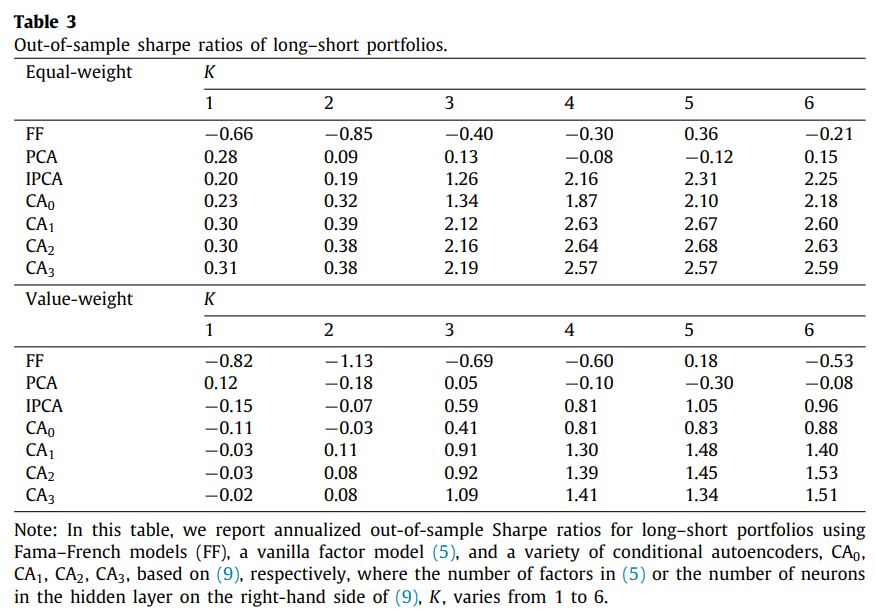 Table 3
Out-of-sample sharpe ratios of long–short portfolios.
Equal-weight K
1 2 3 4 5 6
FF −0.66 −0.85 −0.40 −0.30 0.36 −0.21
PCA 0.28 0.09 0.13 −0.08 −0.12 0.15
IPCA 0.20 0.19 1.26 2.16 2.31 2.25
CA₀ 0.23 0.32 1.34 1.87 2.10 2.18
CA₁ 0.30 0.39 2.12 2.63 2.67 2.60
CA₂ 0.30 0.38 2.16 2.64 2.68 2.63
CA₃ 0.31 0.38 2.19 2.57 2.57 2.59
Value-weight K
1 2 3 4 5 6
FF −0.82 −1.13 −0.69 −0.60 0.18 −0.53
PCA 0.12 −0.18 0.05 −0.10 −0.30 −0.08
IPCA −0.15 −0.07 0.59 0.81 1.05 0.96
CA₀ −0.11 −0.03 0.41 0.81 0.83 0.88
CA₁ −0.03 0.11 0.91 1.30 1.48 1.40
CA₂ −0.03 0.08 0.92 1.39 1.45 1.53
CA₃ −0.02 0.08 1.09 1.41 1.34 1.51
Note: In this table, we report annualized out-of-sample Sharpe ratios for long–short portfolios using
Fama–French models (FF), a vanilla factor model (5), and a variety of conditional autoencoders, CA₀,
CA₁, CA₂, CA₃, based on (9), respectively, where the number of factors in (5) or the number of neurons
in the hidden layer on the right-hand side of (9), K, varies from 1 to 6.